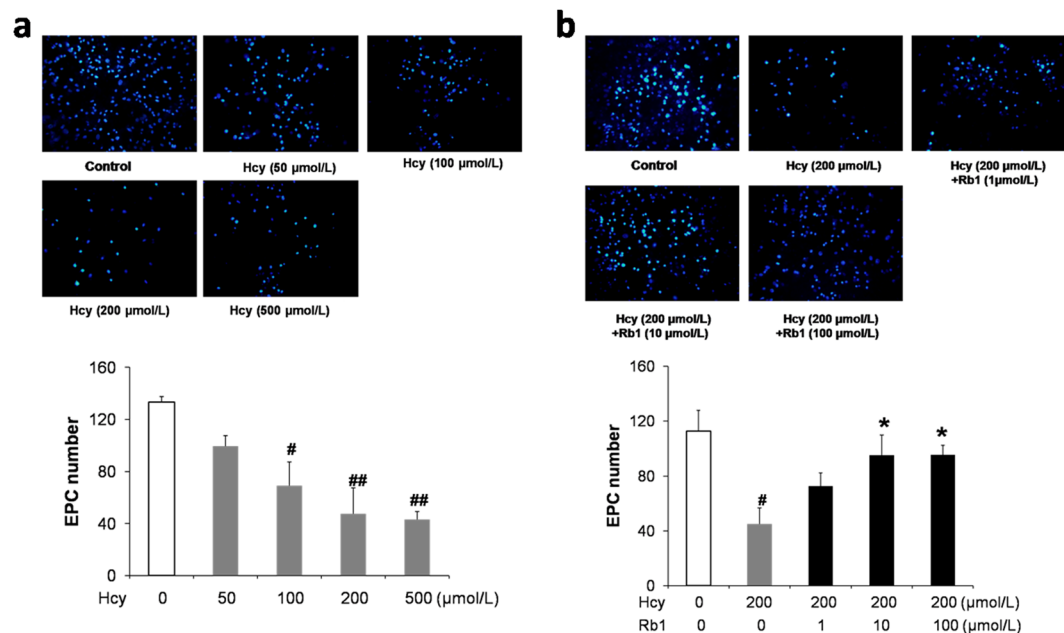 a
Control
Hcy (50 µmol/L)
Hcy (100 µmol/L)
Hcy (200 µmol/L)
Hcy (500 µmol/L)
160
120
80
40
0
EPC number
#
##
##
Hcy 0 50 100 200 500 (µmol/L)
b
Control
Hcy (200 µmol/L)
Hcy (200 µmol/L)
+Rb1 (1µmol/L)
Hcy (200 µmol/L)
+Rb1 (10 µmol/L)
Hcy (200 µmol/L)
+Rb1 (100 µmol/L)
160
120
80
40
0
EPC number
#
*
*
Hcy 0 200 200 200 200 (µmol/L)
Rb1 0 0 1 10 100 (µmol/L)